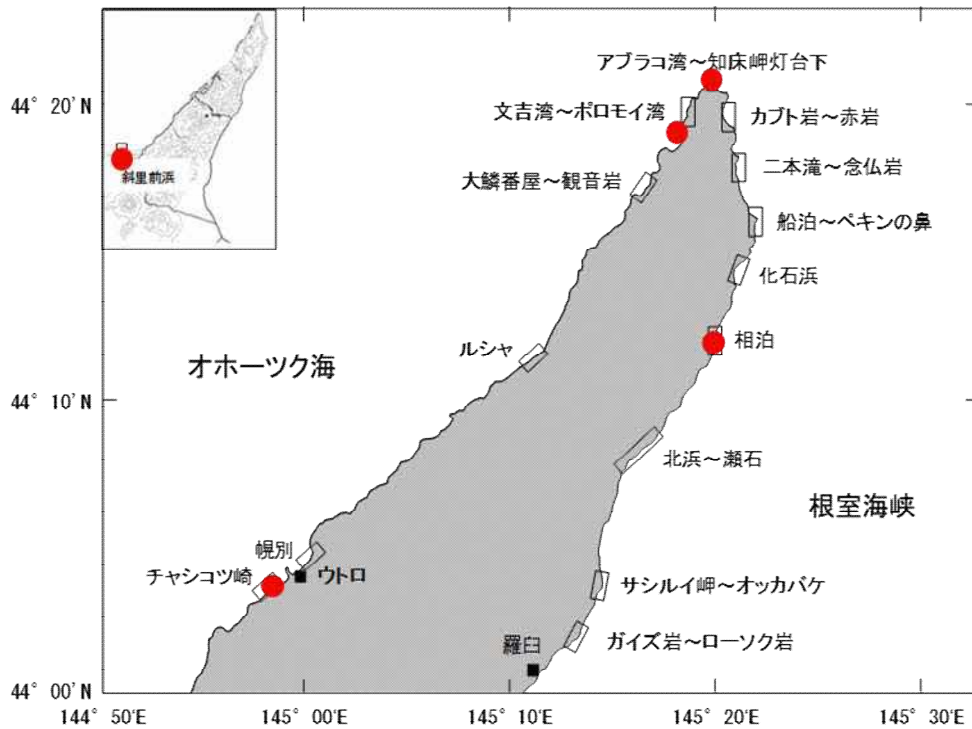 斜里前浜
アブラコ湾～知床岬灯台下
44° 20'N
文吉湾～ポロモイ湾
カブト岩～赤岩
二本滝～念仏岩
大鱗番屋～観音岩
船泊～ペキンの鼻
化石浜
相泊
ルシャ
オホーツク海
44° 10'N
北浜～瀬石
根室海峡
幌別
チャシコツ崎
ウトロ
サシルイ岬～オッカバケ
ガイズ岩～ローソク岩
羅臼
44° 00'N
144° 50'E
145° 00'E
145° 10'E
145° 20'E
145° 30'E